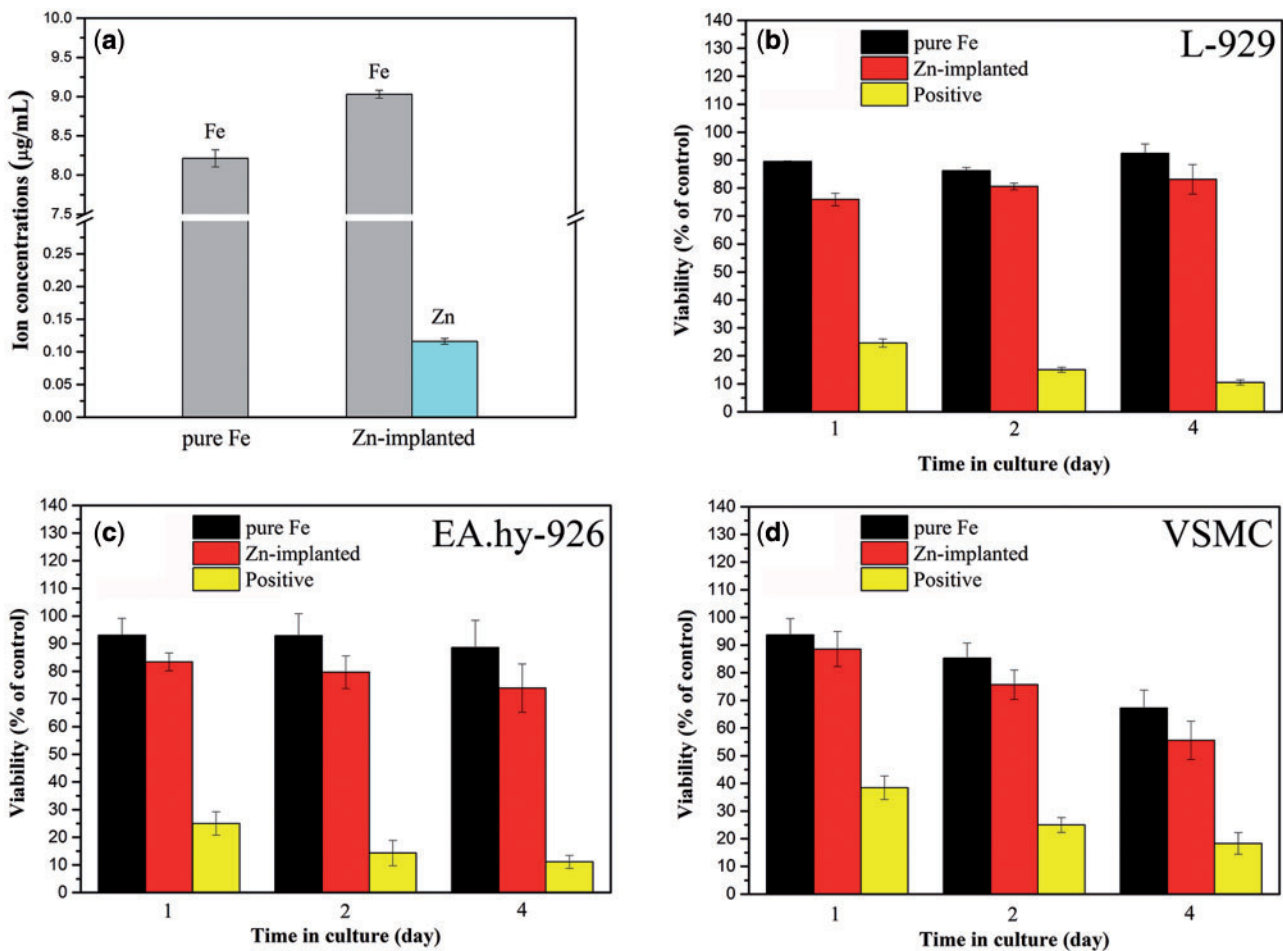 (a)
10.0
9.5
9.0
8.5
8.0
7.5
0.25
0.20
0.15
0.10
0.05
0.00
Ion concentrations (µg/mL)
Fe
Fe
Zn
pure Fe
Zn-implanted
(b)
L-929
pure Fe
Zn-implanted
Positive
140
130
120
110
100
90
80
70
60
50
40
30
20
10
0
Viability (% of control)
1 2 4
Time in culture (day)
(c)
EA.hy-926
pure Fe
Zn-implanted
Positive
140
130
120
110
100
90
80
70
60
50
40
30
20
10
0
Viability (% of control)
1 2 4
Time in culture (day)
(d)
VSMC
pure Fe
Zn-implanted
Positive
140
130
120
110
100
90
80
70
60
50
40
30
20
10
0
Viability (% of control)
1 2 4
Time in culture (day)